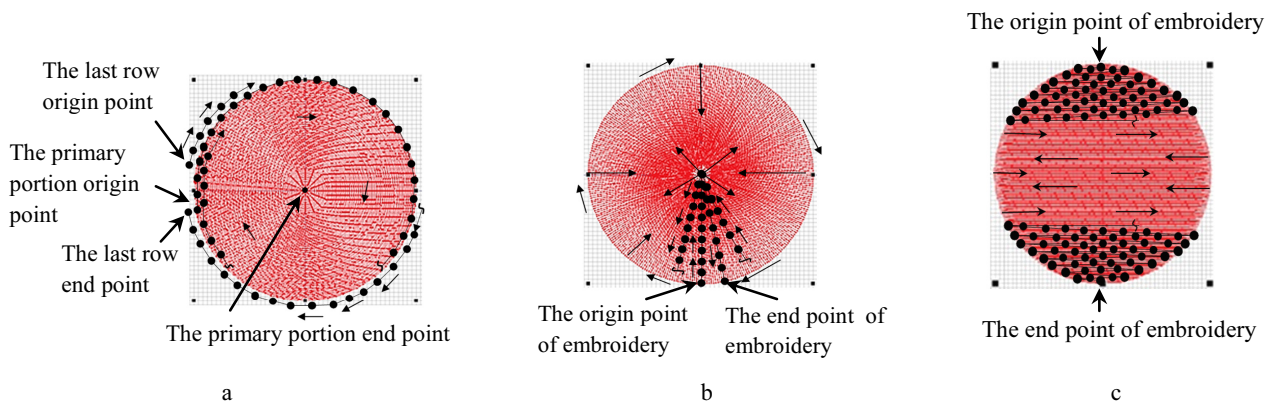 The last row
origin point
The primary
portion origin
point
The last row
end point
The primary portion end point
a
The origin point
of embroidery
The end point of
embroidery
b
The origin point of embroidery
The end point of embroidery
c